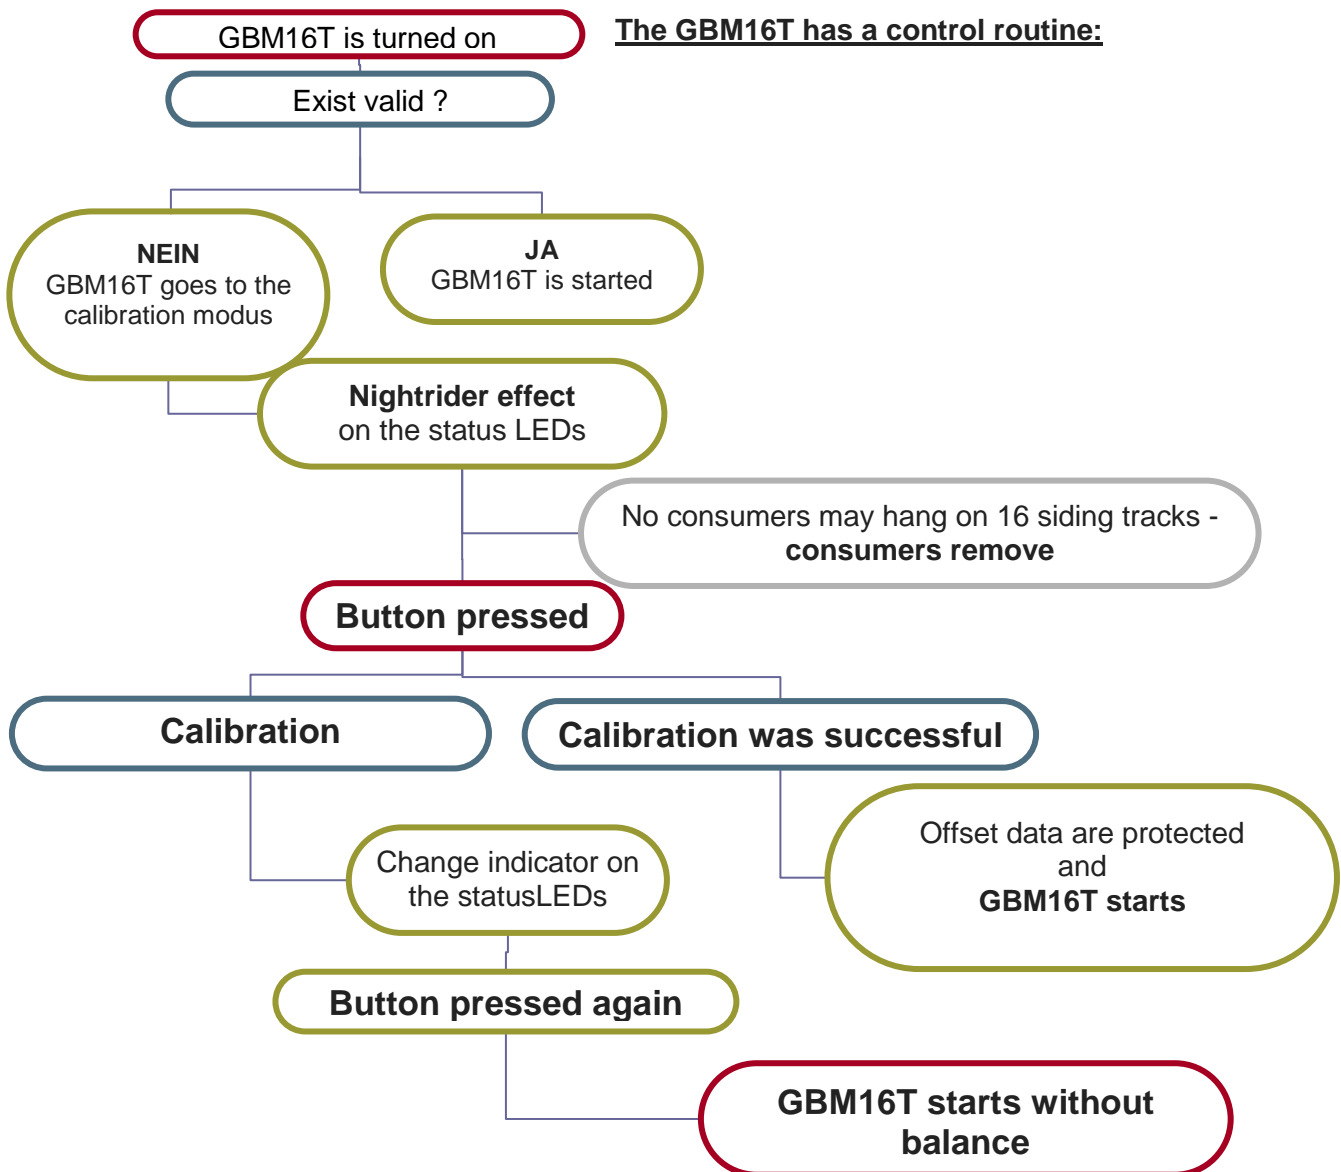 GBM16T is turned on
The GBM16T has a control routine:
Exist valid ?
NEIN
GBM16T goes to the
calibration modus
JA
GBM16T is started
Nightrider effect
on the status LEDs
No consumers may hang on 16 siding tracks -
consumers remove
Button pressed
Calibration
Calibration was successful
Change indicator on
the statusLEDs
Offset data are protected
and
GBM16T starts
Button pressed again
GBM16T starts without
balance